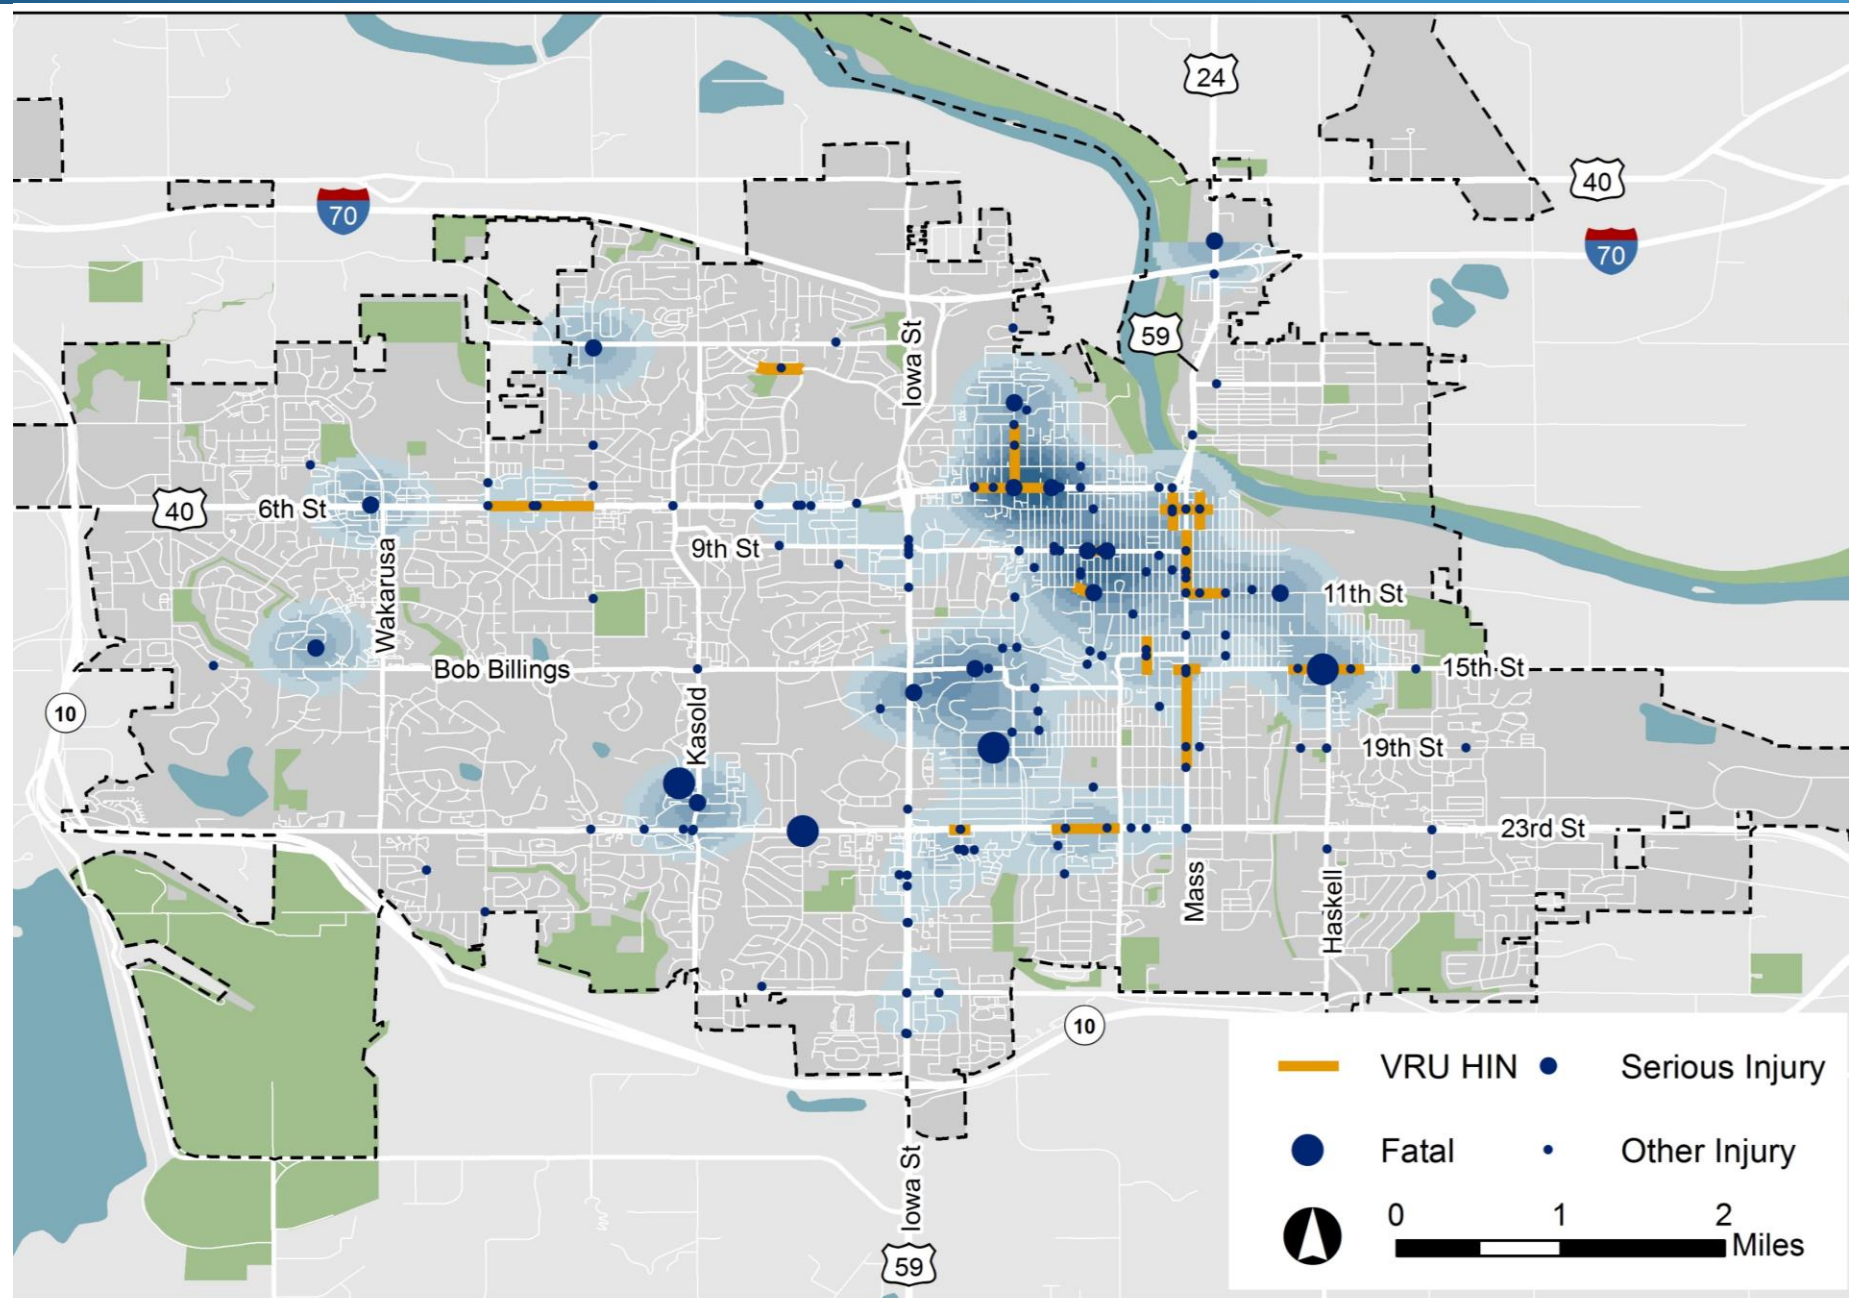 24
40
70
70
59
Iowa St
40
6th St
9th St
Wakarusa
11th St
Bob Billings
15th St
10
Kasold
19th St
23rd St
Mass
Haskell
10
VRU HIN
Serious Injury
Fatal
Other Injury
Iowa St
0 1 2
Miles
59